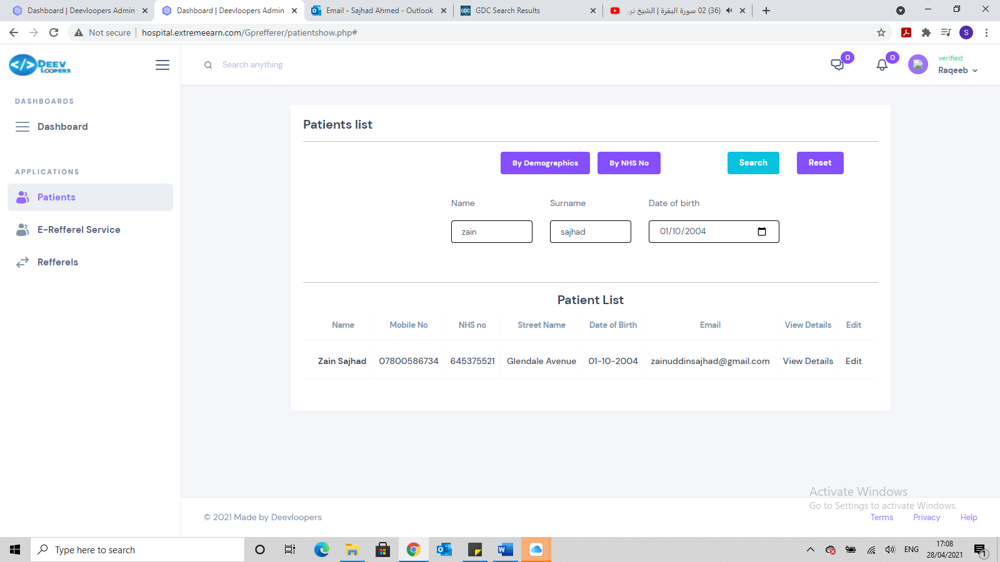 Dashboard | Deevloopers Admin
Dashboard | Deevloopers Admin
Email - Sajhad Ahmed - Outlook
GDC GDC Search Results
(36) 02 سورة البقرة | الشيخ نور
Not secure | hospital.extremeearn.com/Gprefferer/patientshow.php#
S
</> DEEV LOOPERS
Search anything
0
0
verified
Raqeeb
DASHBOARDS
Dashboard
APPLICATIONS
Patients
E-Refferel Service
Refferels
Patients list
By Demographics By NHS No Search Reset
Name Surname Date of birth
zain sajhad 01/10/2004
Patient List
Name Mobile No NHS no Street Name Date of Birth Email View Details Edit
Zain Sajhad 07800586734 645375521 Glendale Avenue 01-10-2004 zainuddinsajhad@gmail.com View Details Edit
Activate Windows
Go to Settings to activate Windows.
© 2021 Made by Deevloopers
Terms Privacy Help
Type here to search
ENG
17:08
28/04/2021
1